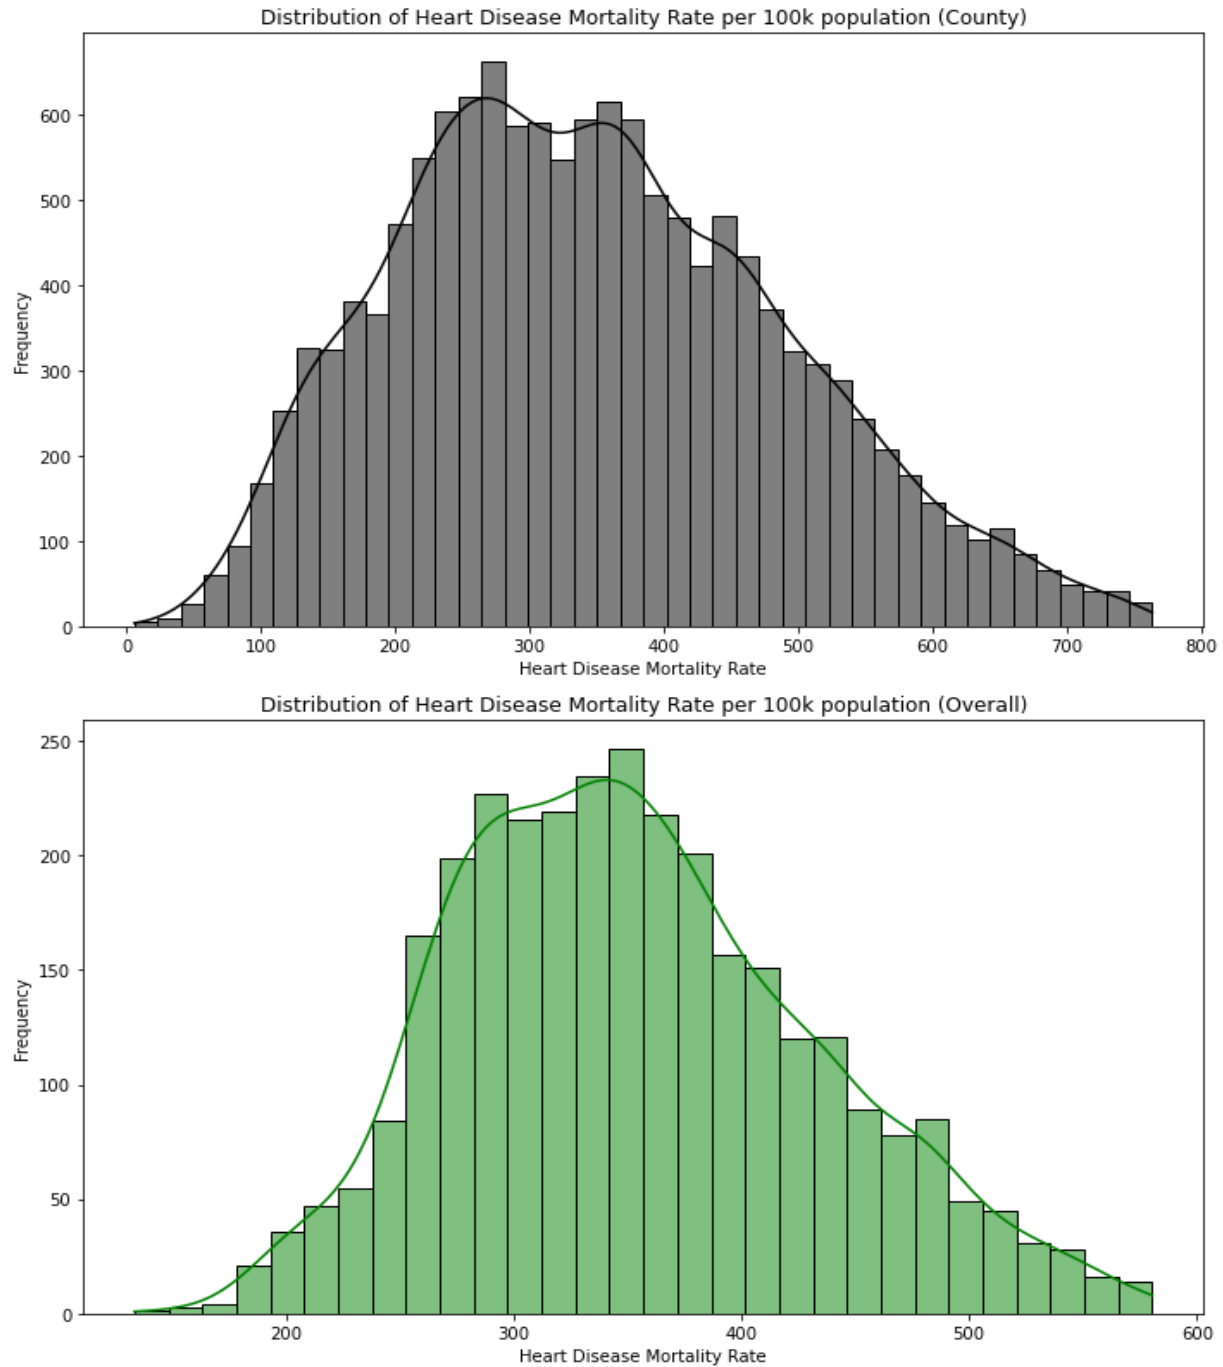 Distribution of Heart Disease Mortality Rate per 100k population (County)
600
500
400
300
200
100
0
Frequency
0 100 200 300 400 500 600 700 800
Heart Disease Mortality Rate
Distribution of Heart Disease Mortality Rate per 100k population (Overall)
250
200
150
100
50
0
Frequency
200 300 400 500 600
Heart Disease Mortality Rate